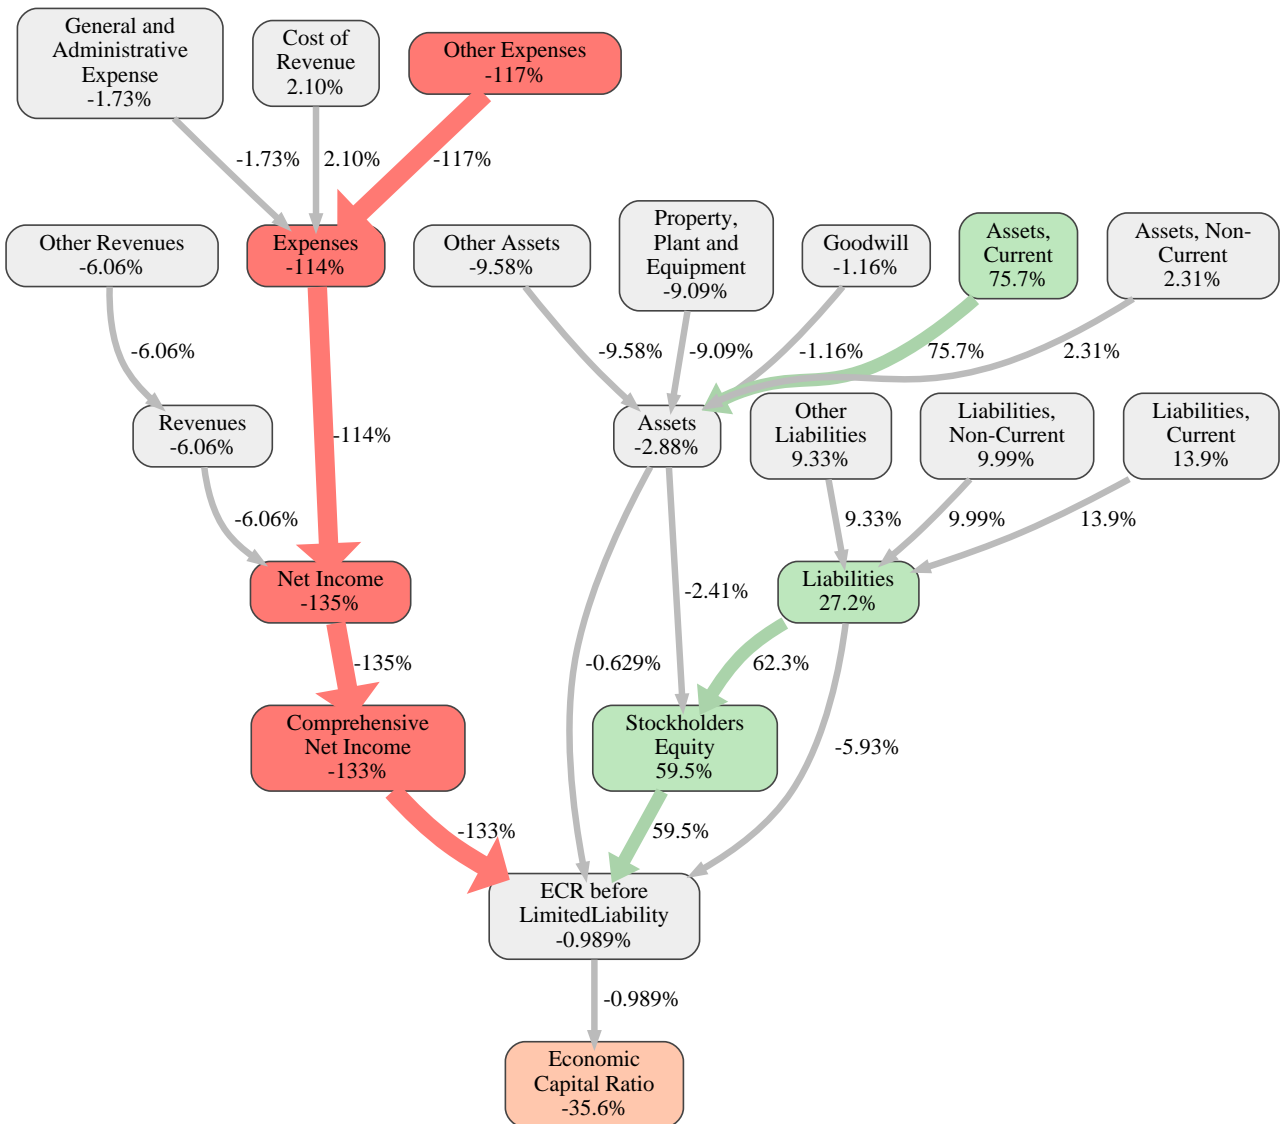 General and
Administrative
Expense
-1.73%
Cost of
Revenue
2.10%
Other Expenses
-117%
-1.73%
2.10%
-117%
Other Revenues
-6.06%
Expenses
-114%
Other Assets
-9.58%
Property,
Plant and
Equipment
-9.09%
Goodwill
-1.16%
Assets,
Current
75.7%
Assets, Non-
Current
2.31%
-6.06%
-9.58%
-9.09%
-1.16%
75.7%
2.31%
Revenues
-6.06%
-114%
Assets
-2.88%
Other
Liabilities
9.33%
Liabilities,
Non-Current
9.99%
Liabilities,
Current
13.9%
-6.06%
9.33%
9.99%
13.9%
Net Income
-135%
-2.41%
Liabilities
27.2%
-135%
-0.629%
62.3%
Comprehensive
Net Income
-133%
Stockholders
Equity
59.5%
-5.93%
-133%
59.5%
ECR before
LimitedLiability
-0.989%
-0.989%
Economic
Capital Ratio
-35.6%